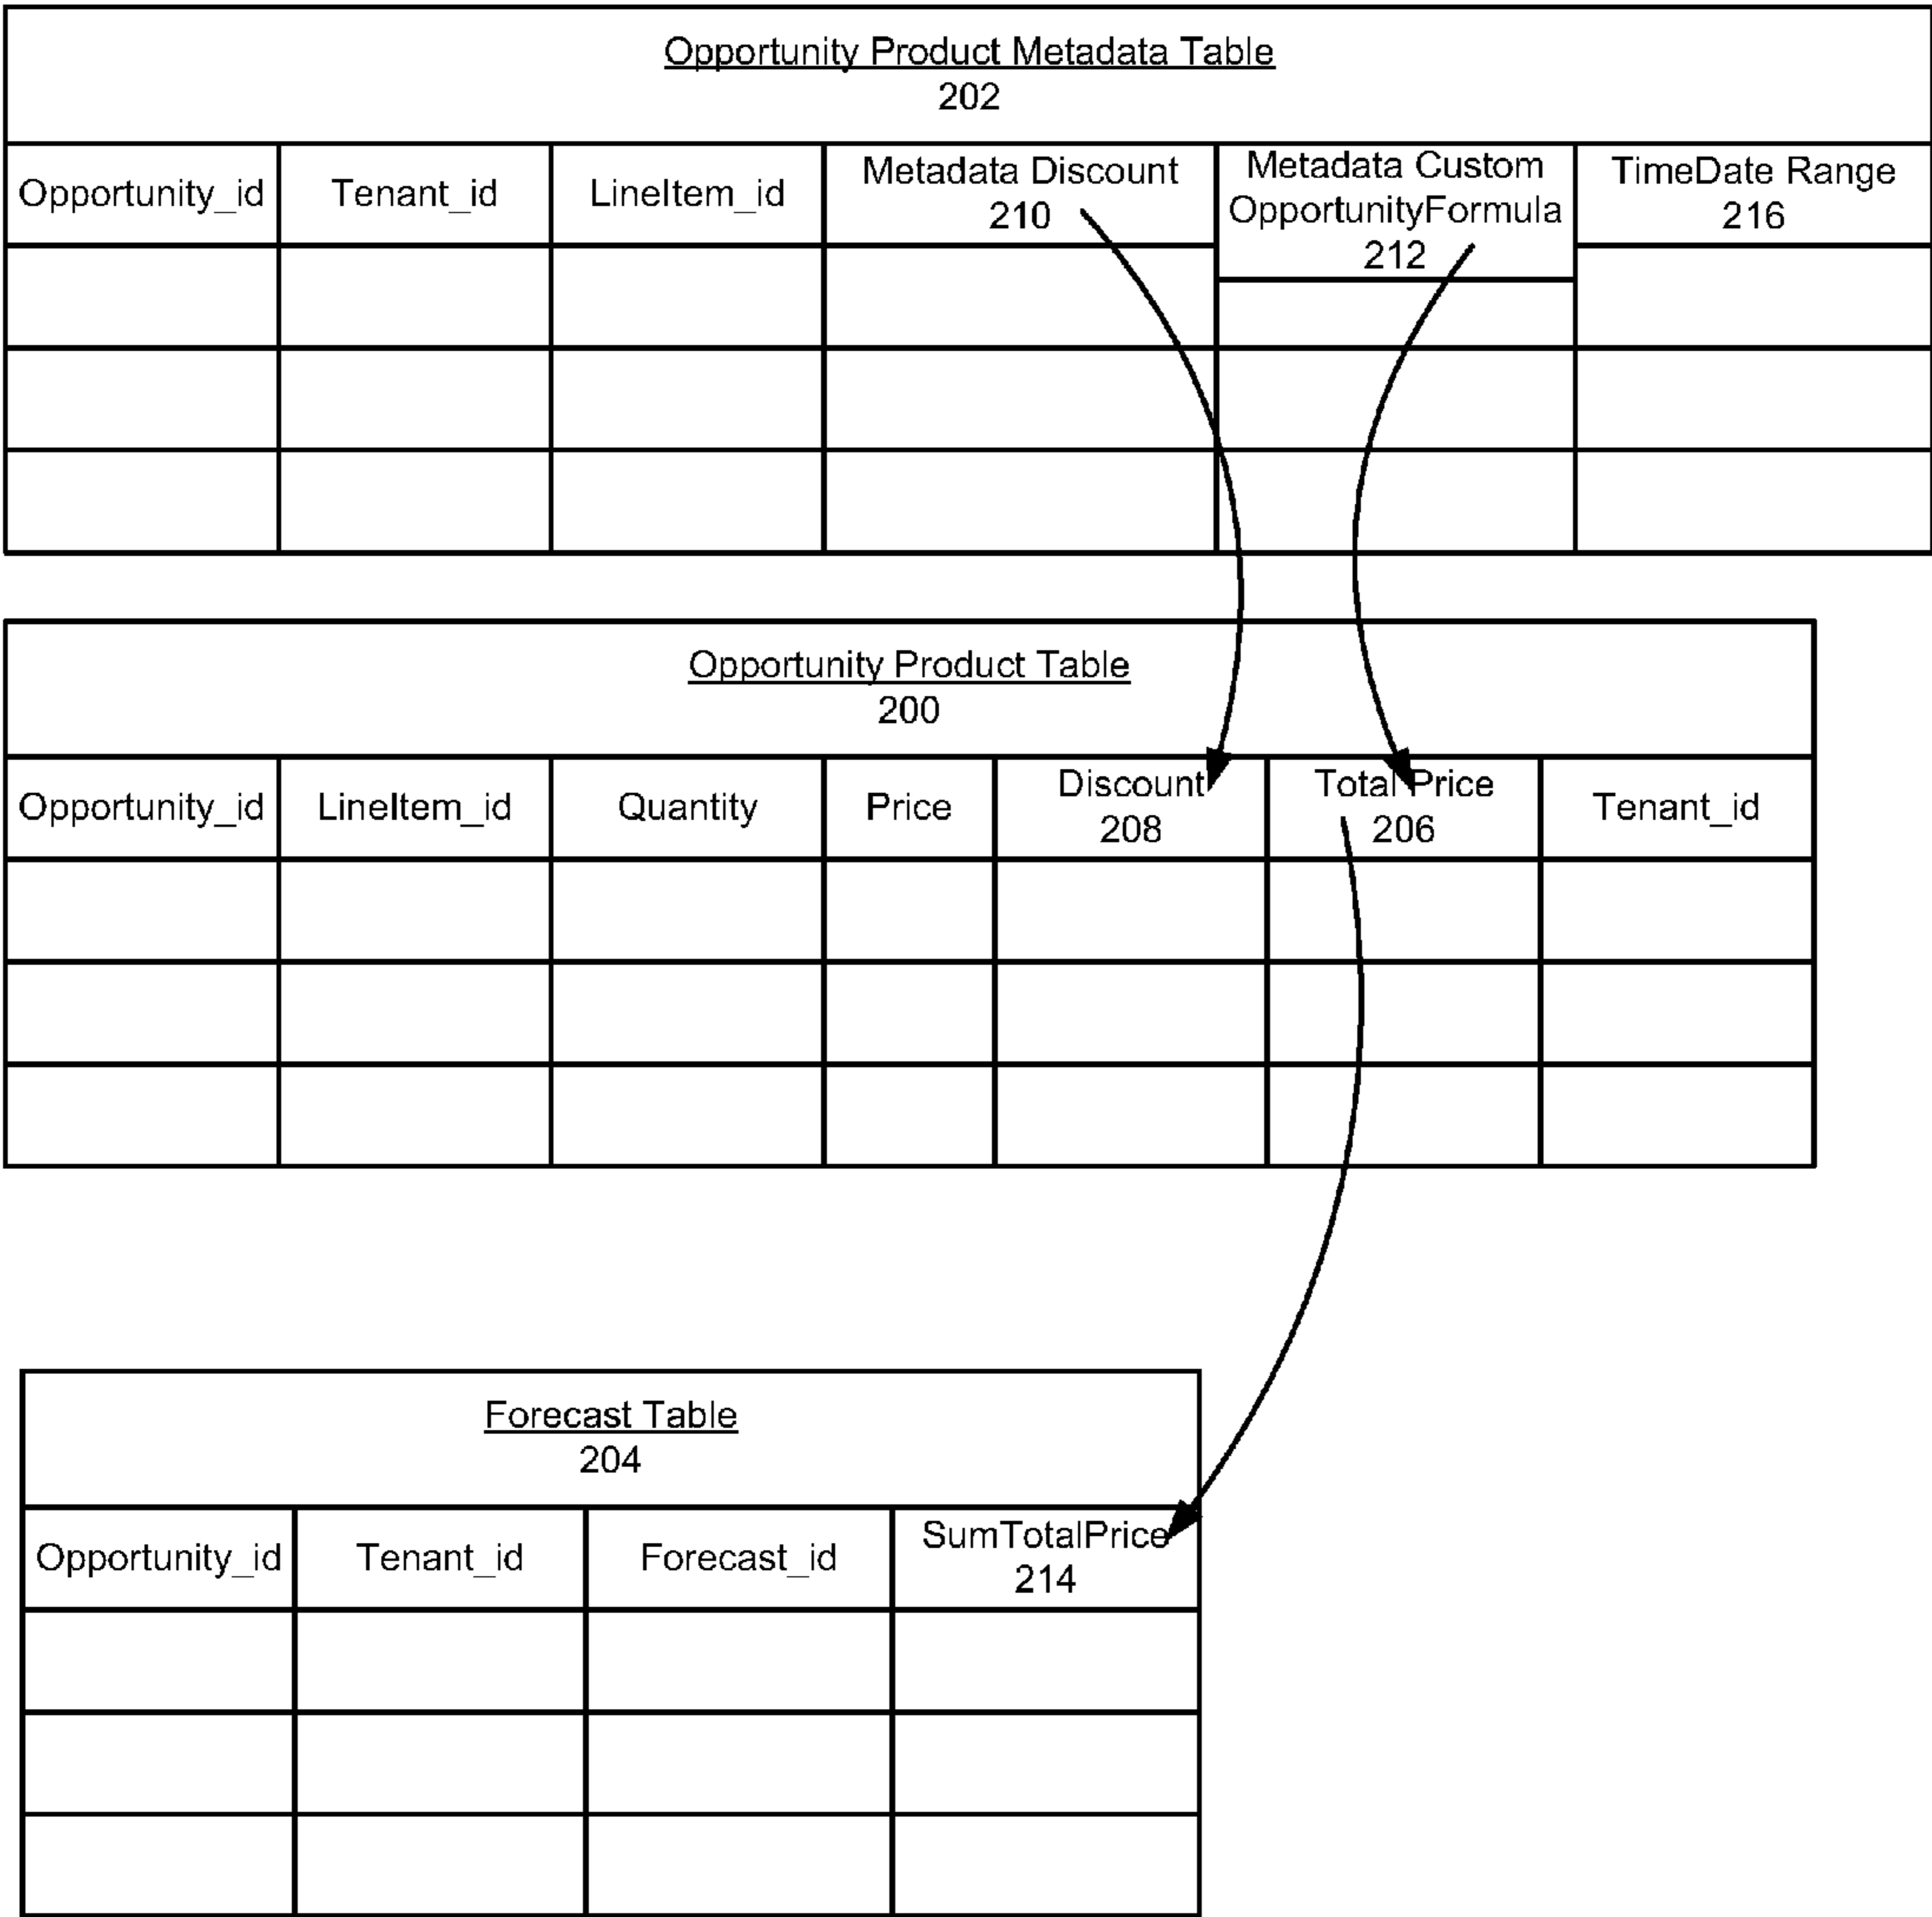 Opportunity Product Metadata Table
202
Opportunity_id
Tenant_id
LineItem_id
Metadata Discount
210
Metadata Custom
OpportunityFormula
212
TimeDate Range
216
Opportunity Product Table
200
Opportunity_id
LineItem_id
Quantity
Price
Discount
208
Total Price
206
Tenant_id
Forecast Table
204
Opportunity_id
Tenant_id
Forecast_id
SumTotalPrice
214